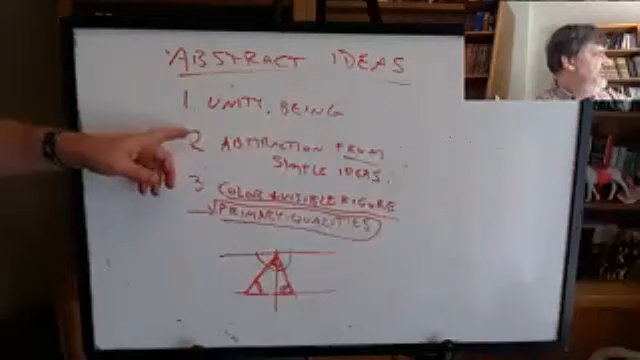 ABSTRACT IDEAS
1 UNITY, BEING
2 ABSTRACTION FROM
SIMPLE IDEAS.
3 COLOR & VISIBLE FIGURE
PRIMARY QUALITIES